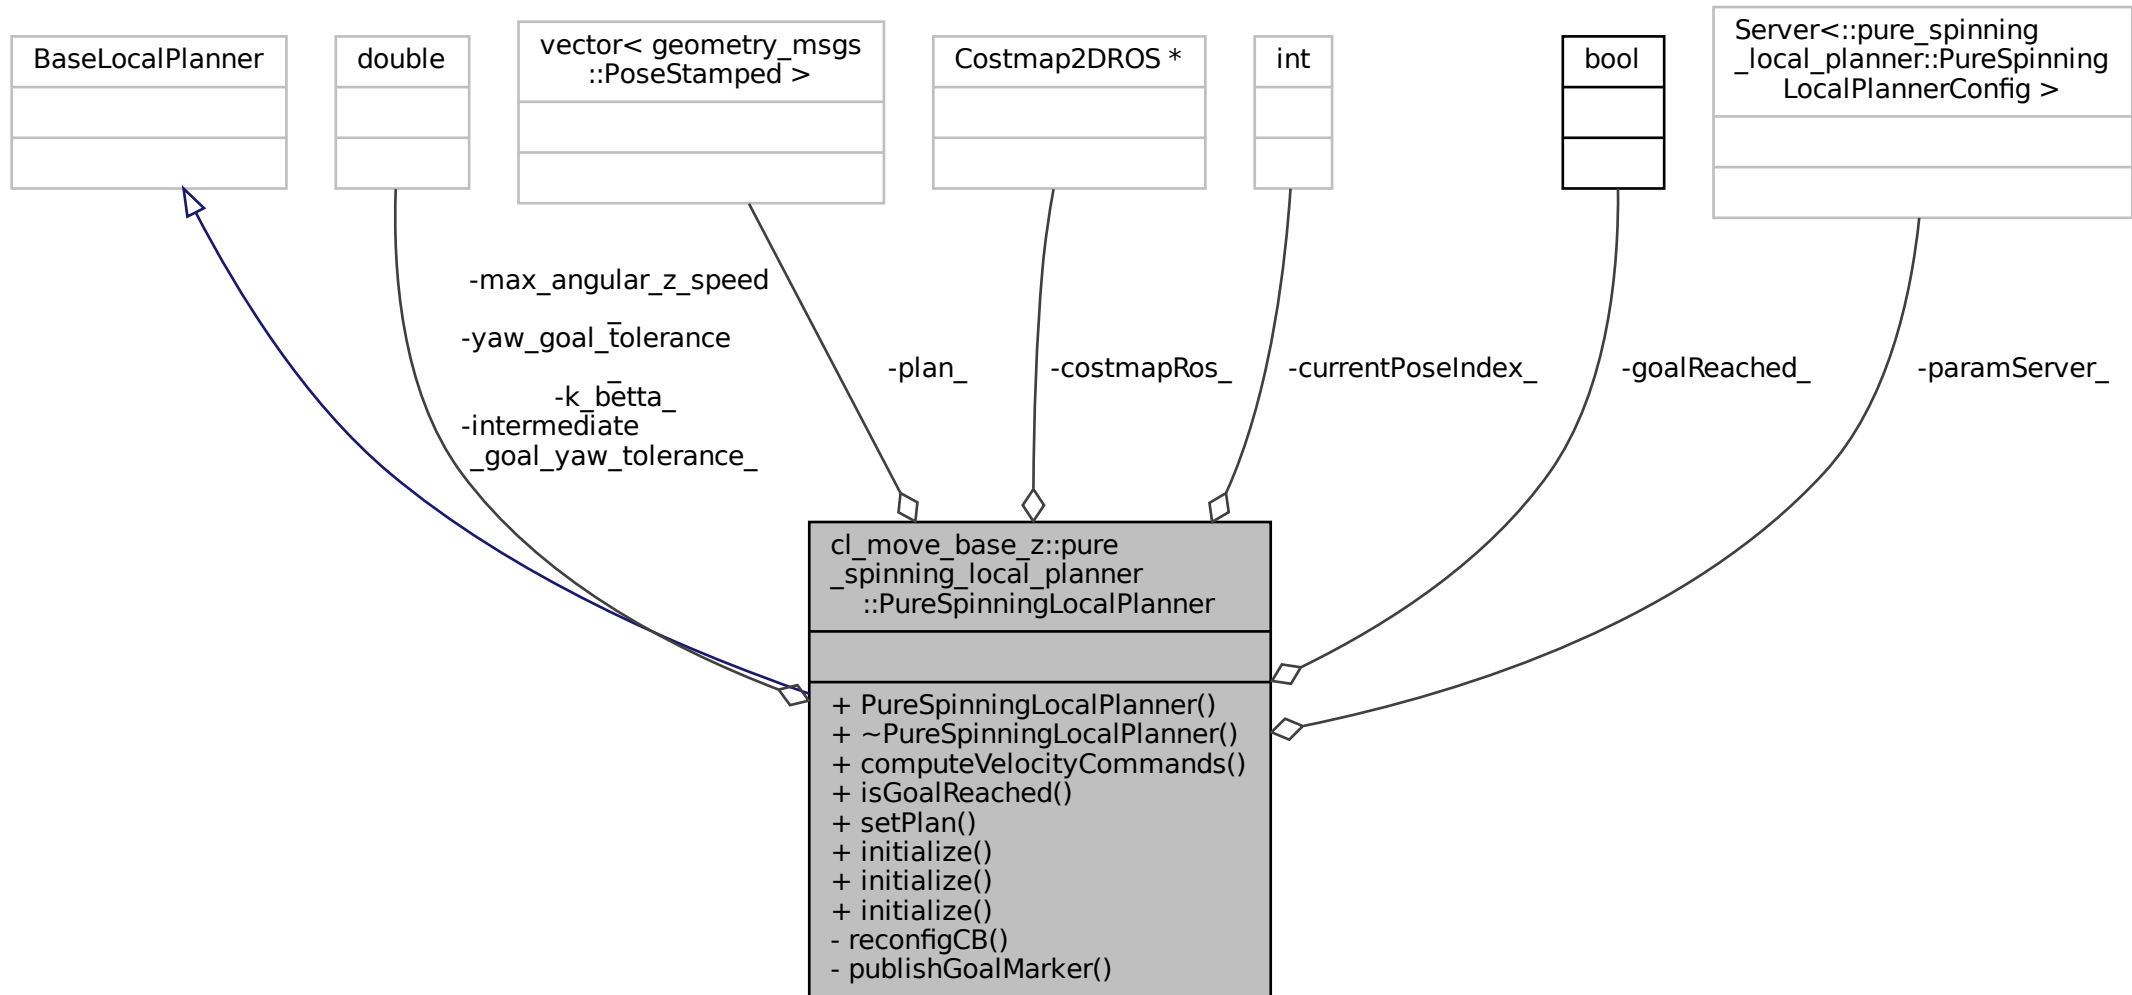 BaseLocalPlanner
double
vector< geometry_msgs
::PoseStamped >
Costmap2DROS *
int
bool
Server<::pure_spinning
_local_planner::PureSpinning
LocalPlannerConfig >
-max_angular_z_speed
_
-yaw_goal_tolerance
_
-k_betta_
-intermediate
_goal_yaw_tolerance_
-plan_
-costmapRos_
-currentPoseIndex_
-goalReached_
-paramServer_
cl_move_base_z::pure
_spinning_local_planner
::PureSpinningLocalPlanner
+ PureSpinningLocalPlanner()
+ ~PureSpinningLocalPlanner()
+ computeVelocityCommands()
+ isGoalReached()
+ setPlan()
+ initialize()
+ initialize()
+ initialize()
- reconfigCB()
- publishGoalMarker()